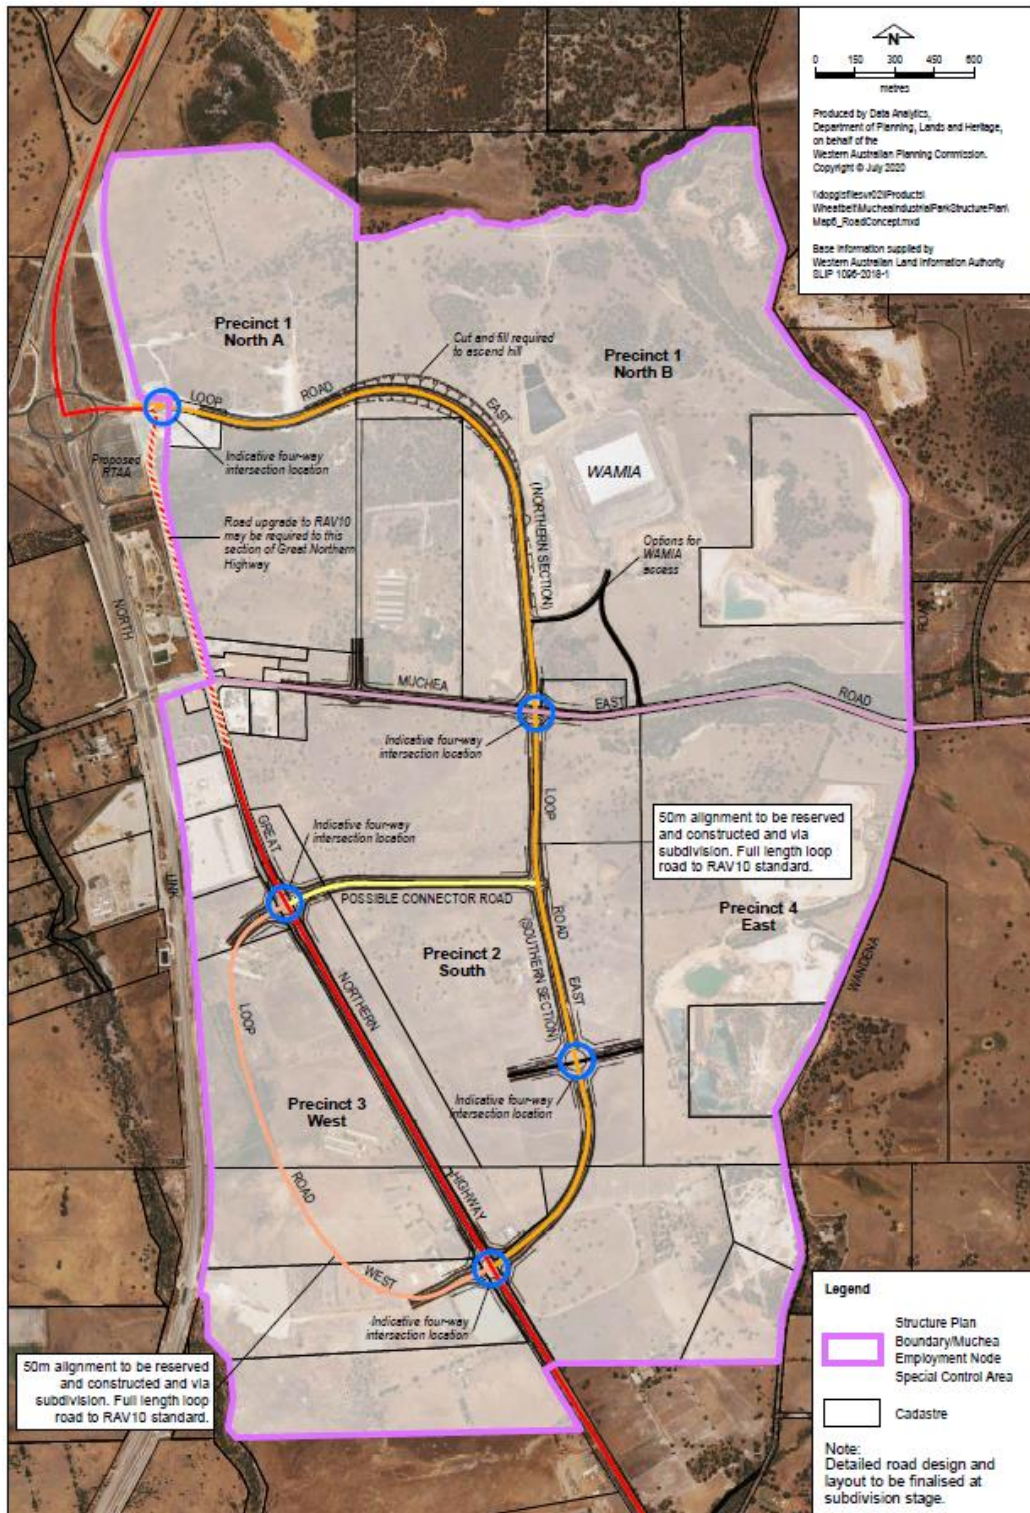 N
0 150 300 450 600
metres
Produced by Data Analytics,
Department of Planning, Lands and Heritage,
on behalf of the
Western Australian Planning Commission.
Copyright © July 2020
Wheatbelt\MucheaIndustrialParkStructurePlan\
Map6_RoadConcept.mxd
Base information supplied by
Western Australian Land Information Authority
SLIP 1096-2018-1
Precinct 1
North A
Cut and fill required
to ascend hill
Precinct 1
North B
LOOP
ROAD
EAST
(NORTHERN SECTION)
Indicative four-way
intersection location
Proposed
RTAA
WAMIA
Road upgrade to RAV10
may be required to this
section of Great Northern
Highway
Options for
WAMIA
access
NORTH
LINK
ROAD
MUCHEA
EAST
ROAD
Indicative four-way
intersection location
LOOP
ROAD
EAST
(SOUTHERN SECTION)
50m alignment to be reserved
and constructed and via
subdivision. Full length loop
road to RAV10 standard.
Indicative four-way
intersection location
GREAT
NORTHERN
HIGHWAY
POSSIBLE CONNECTOR ROAD
Precinct 2
South
Precinct 4
East
WANDENA
LOOP
ROAD
WEST
Precinct 3
West
Indicative four-way
intersection location
Indicative four-way
intersection location
50m alignment to be reserved
and constructed and via
subdivision. Full length loop
road to RAV10 standard.
Legend
Structure Plan
Boundary/Muchea
Employment Node
Special Control Area
Cadastre
Note:
Detailed road design and
layout to be finalised at
subdivision stage.